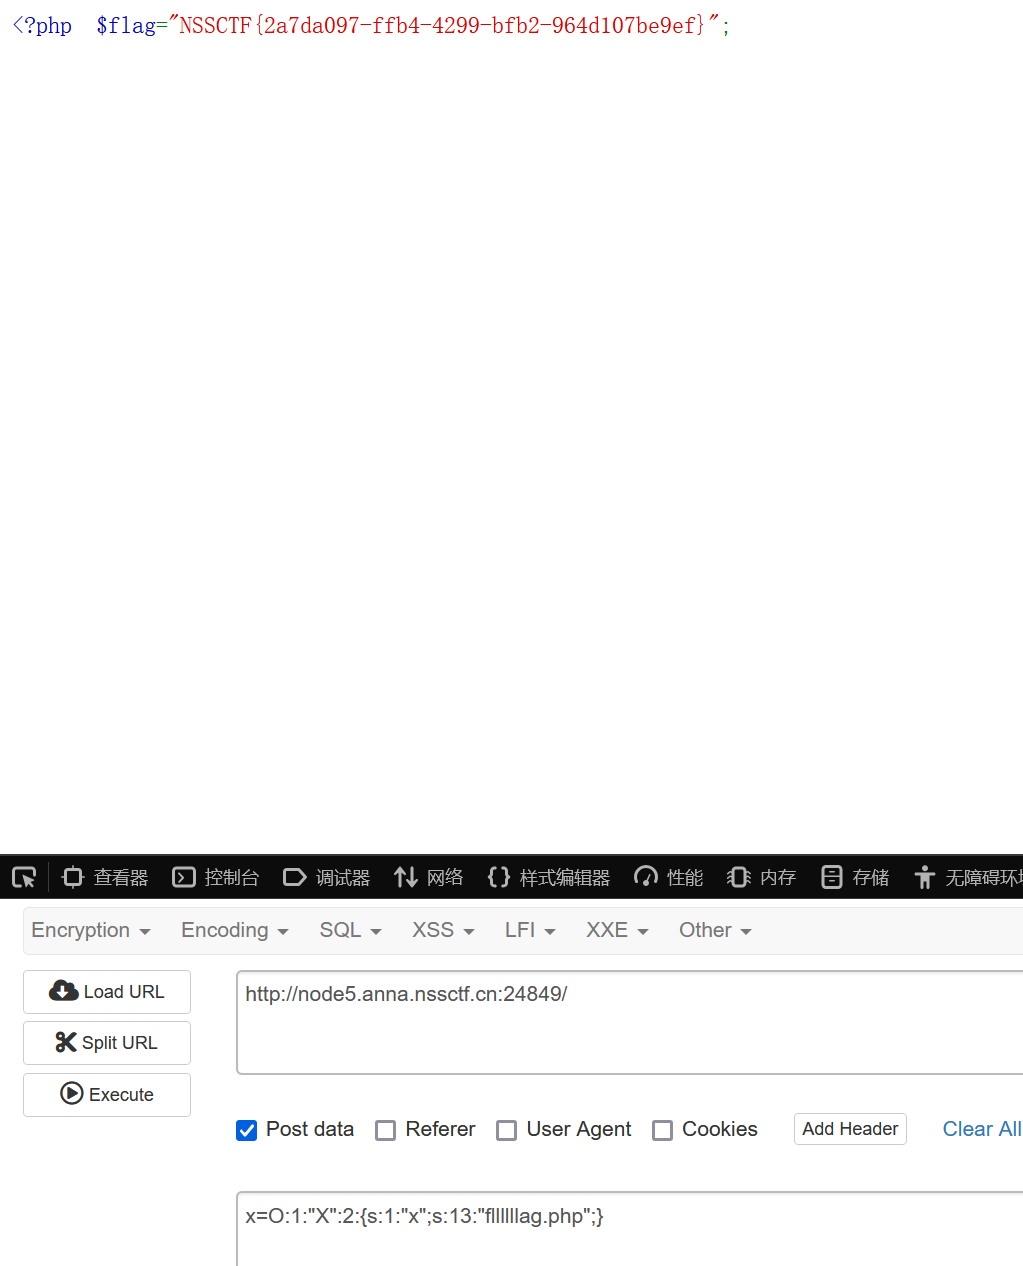 <?php  $flag="NSSCTF{2a7da097-ffb4-4299-bfb2-964d107be9ef}";
查看器 控制台 调试器 网络 样式编辑器 性能 内存 存储 无障碍环
Encryption Encoding SQL XSS LFI XXE Other
Load URL
http://node5.anna.nssctf.cn:24849/
Split URL
Execute
Post data Referer User Agent Cookies Add Header Clear All
x=O:1:"X":2:{s:1:"x";s:13:"fllllllag.php";}